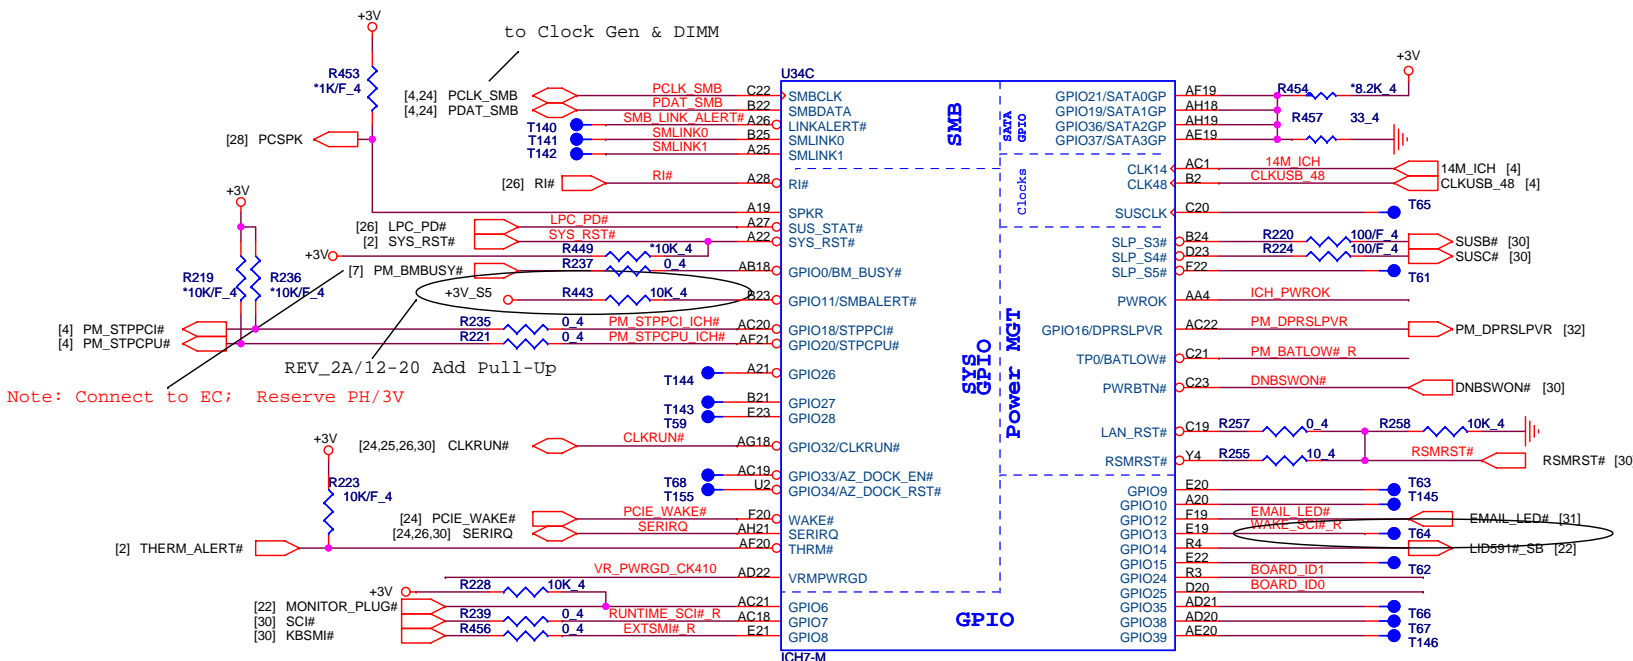 to Clock Gen & DIMM
+3V
R453
*1K/F_4
[4,24] PCLK_SMB
[4,24] PDAT_SMB
PCLK_SMB C22
PDAT_SMB B22
SMB_LINK_ALERT# A26
SMLINK0 B25
SMLINK1 A25
T140
T141
T142
[28] PCSPK
[26] RI#
RI# A28
A19
[26] LPC_PD#
[2] SYS_RST#
LPC_PD# A27
SYS_RST# A22
+3V
R449 *10K_4
[7] PM_BMBUSY#
R237 0_4 AB18
+3V_S5
R443 10K_4 B23
+3V
R219
*10K/F_4
R236
*10K/F_4
[4] PM_STPPCI#
[4] PM_STPCPU#
R235 0_4 PM_STPPCI_ICH# AC20
R221 0_4 PM_STPCPU_ICH# AF21
REV_2A/12-20 Add Pull-Up
Note: Connect to EC; Reserve PH/3V
T144 A21
T143 B21
T59 E23
[24,25,26,30] CLKRUN#
CLKRUN# AG18
+3V
R223
10K/F_4
T68 AC19
T155 U2
[24] PCIE_WAKE#
[24,26,30] SERIRQ
PCIE_WAKE# F20
SERIRQ AH21
[2] THERM_ALERT#
AF20
VR_PWRGD_CK410 AD22
+3V
R228 10K_4
[22] MONITOR_PLUG#
[30] SCI#
[30] KBSMI#
AC21
R239 0_4 RUNTIME_SCI#_R AC18
R456 0_4 EXTSMI#_R E21
U34C
SMBCLK
SMBDATA
LINKALERT#
SMLINK0
SMLINK1
RI#
SPKR
SUS_STAT#
SYS_RST#
GPIO0/BM_BUSY#
GPIO11/SMBALERT#
GPIO18/STPPCI#
GPIO20/STPCPU#
GPIO26
GPIO27
GPIO28
GPIO32/CLKRUN#
GPIO33/AZ_DOCK_EN#
GPIO34/AZ_DOCK_RST#
WAKE#
SERIRQ
THRM#
VRMPWRGD
GPIO6
GPIO7
GPIO8
ICH7-M
SMB
SATA
GPIO
Clocks
SYS
GPIO
Power MGT
GPIO
GPIO21/SATA0GP
GPIO19/SATA1GP
GPIO36/SATA2GP
GPIO37/SATA3GP
CLK14
CLK48
SUSCLK
SLP_S3#
SLP_S4#
SLP_S5#
PWROK
GPIO16/DPRSLPVR
TP0/BATLOW#
PWRBTN#
LAN_RST#
RSMRST#
GPIO9
GPIO10
GPIO12
GPIO13
GPIO14
GPIO15
GPIO24
GPIO25
GPIO35
GPIO38
GPIO39
+3V
AF19 R454 *8.2K_4
AH18
AH19 R457 33_4
AE19
AC1 14M_ICH
B2 CLKUSB_48
14M_ICH [4]
CLKUSB_48 [4]
C20 T65
B24 R220 100/F_4 SUSB# [30]
D23 R224 100/F_4 SUSC# [30]
F22 T61
AA4 ICH_PWROK
AC22 PM_DPRSLPVR PM_DPRSLPVR [32]
C21 PM_BATLOW#_R
C23 DNBSWON# DNBSWON# [30]
C19 R257 0_4 R258 10K_4
Y4 R255 10_4 RSMRST# RSMRST# [30]
E20 T63
A20 T145
F19 EMAIL_LED# EMAIL_LED# [31]
E19 WAKE_SCI#_R T64
R4 LID591#_SB [22]
E22 T62
R3 BOARD_ID1
D20 BOARD_ID0
AD21 T66
AD20 T67
AE20 T146